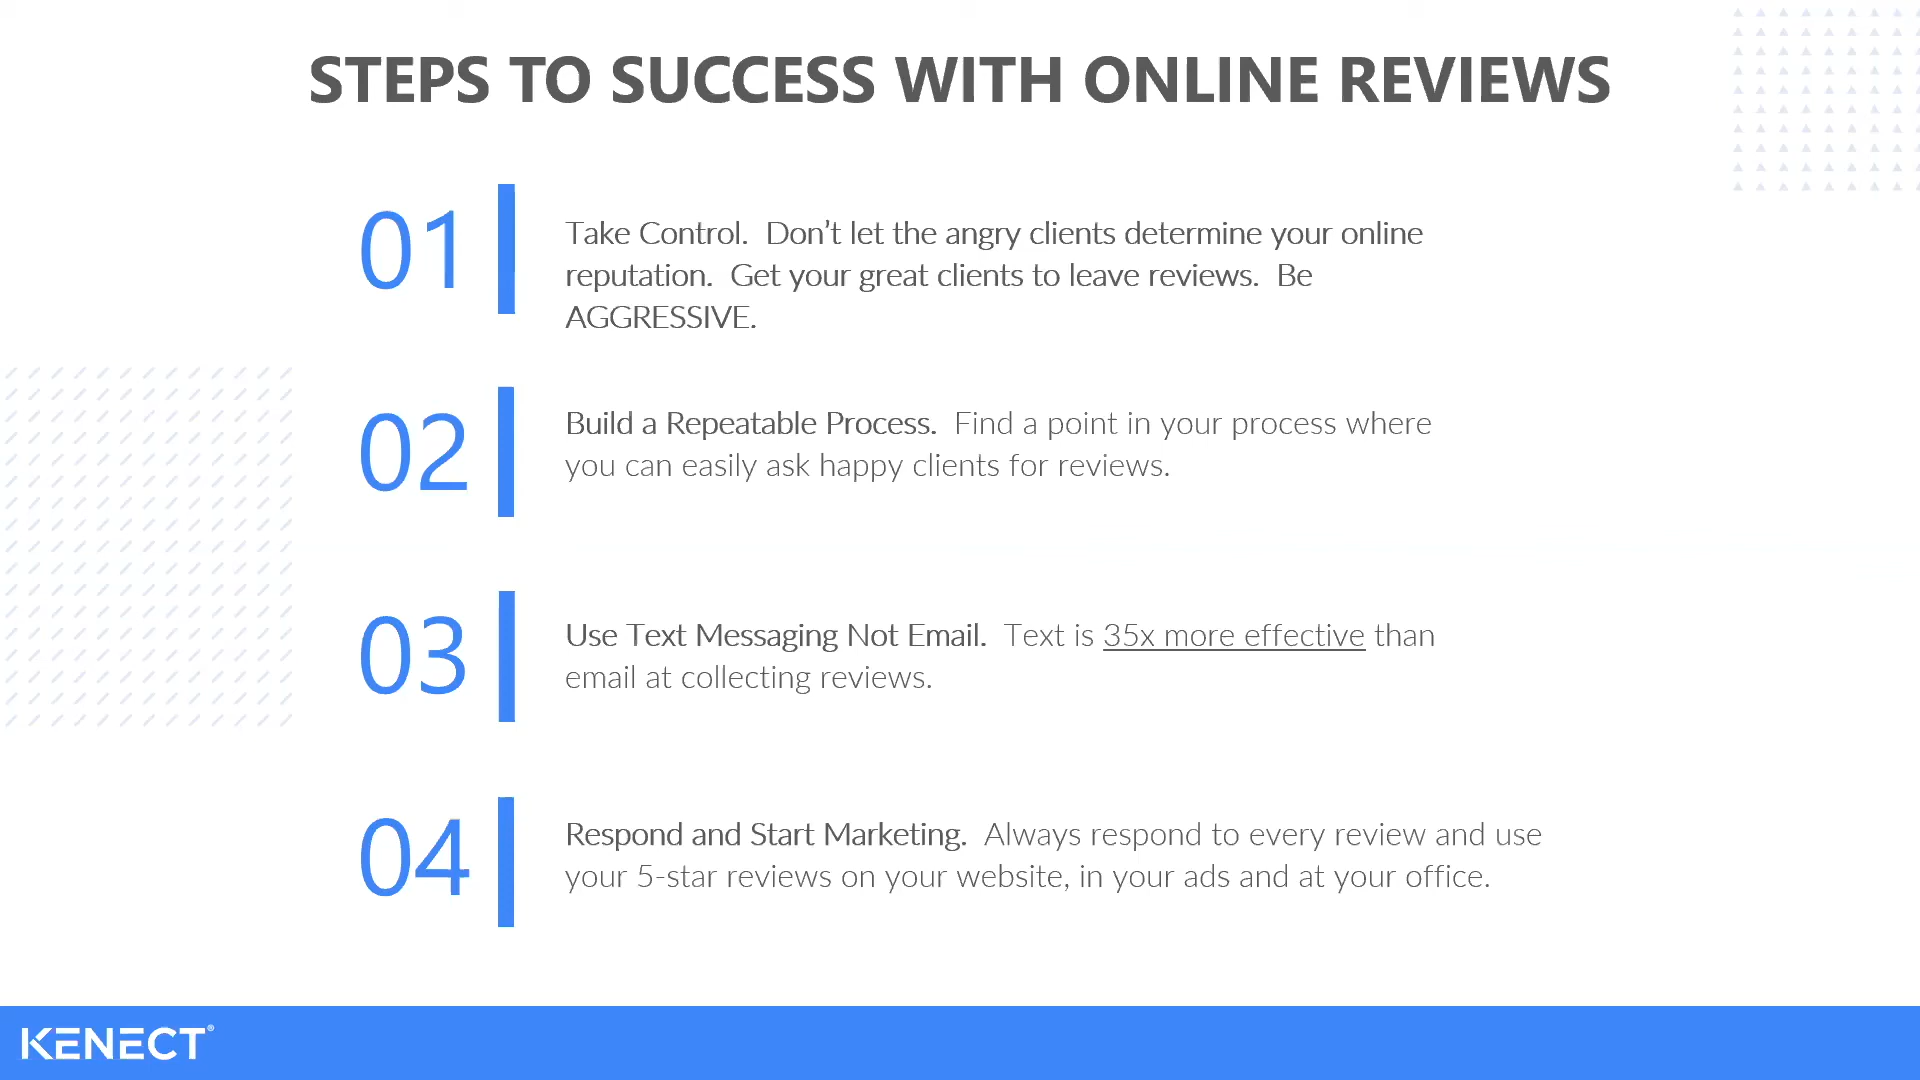 STEPS TO SUCCESS WITH ONLINE REVIEWS
01
Take Control.  Don't let the angry clients determine your online
reputation.  Get your great clients to leave reviews.  Be
AGGRESSIVE.
02
Build a Repeatable Process.  Find a point in your process where
you can easily ask happy clients for reviews.
03
Use Text Messaging Not Email.  Text is 35x more effective than
email at collecting reviews.
04
Respond and Start Marketing.  Always respond to every review and use
your 5-star reviews on your website, in your ads and at your office.
KENECT®